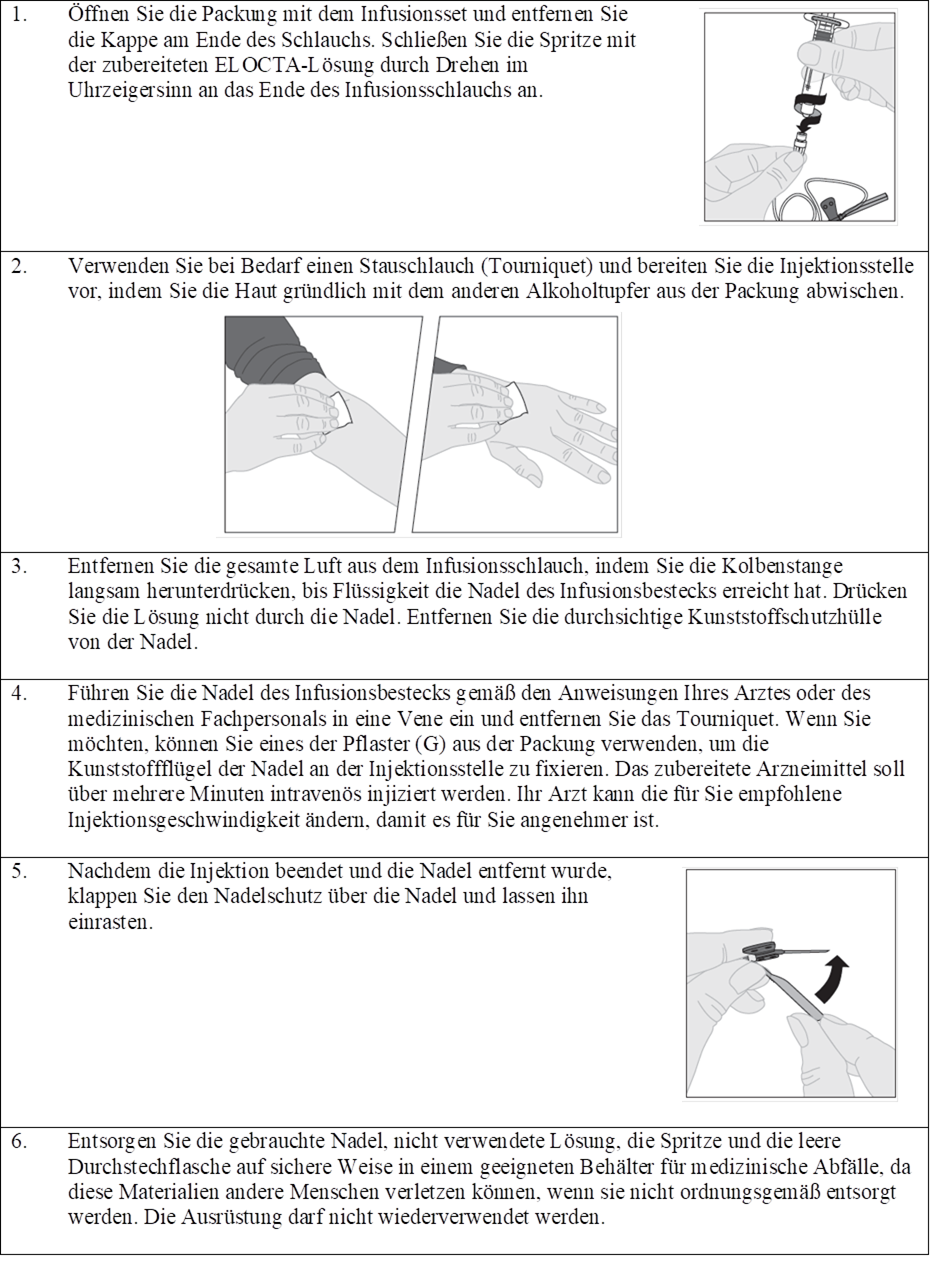 1. Öffnen Sie die Packung mit dem Infusionsset und entfernen Sie
die Kappe am Ende des Schlauchs. Schließen Sie die Spritze mit
der zubereiteten ELOCTA-Lösung durch Drehen im
Uhrzeigersinn an das Ende des Infusionsschlauchs an.
2. Verwenden Sie bei Bedarf einen Stauschlauch (Tourniquet) und bereiten Sie die Injektionsstelle
vor, indem Sie die Haut gründlich mit dem anderen Alkoholtupfer aus der Packung abwischen.
3. Entfernen Sie die gesamte Luft aus dem Infusionsschlauch, indem Sie die Kolbenstange
langsam herunterdrücken, bis Flüssigkeit die Nadel des Infusionsbestecks erreicht hat. Drücken
Sie die Lösung nicht durch die Nadel. Entfernen Sie die durchsichtige Kunststoffschutzhülle
von der Nadel.
4. Führen Sie die Nadel des Infusionsbestecks gemäß den Anweisungen Ihres Arztes oder des
medizinischen Fachpersonals in eine Vene ein und entfernen Sie das Tourniquet. Wenn Sie
möchten, können Sie eines der Pflaster (G) aus der Packung verwenden, um die
Kunststoffflügel der Nadel an der Injektionsstelle zu fixieren. Das zubereitete Arzneimittel soll
über mehrere Minuten intravenös injiziert werden. Ihr Arzt kann die für Sie empfohlene
Injektionsgeschwindigkeit ändern, damit es für Sie angenehmer ist.
5. Nachdem die Injektion beendet und die Nadel entfernt wurde,
klappen Sie den Nadelschutz über die Nadel und lassen ihn
einrasten.
6. Entsorgen Sie die gebrauchte Nadel, nicht verwendete Lösung, die Spritze und die leere
Durchstechflasche auf sichere Weise in einem geeigneten Behälter für medizinische Abfälle, da
diese Materialien andere Menschen verletzen können, wenn sie nicht ordnungsgemäß entsorgt
werden. Die Ausrüstung darf nicht wiederverwendet werden.